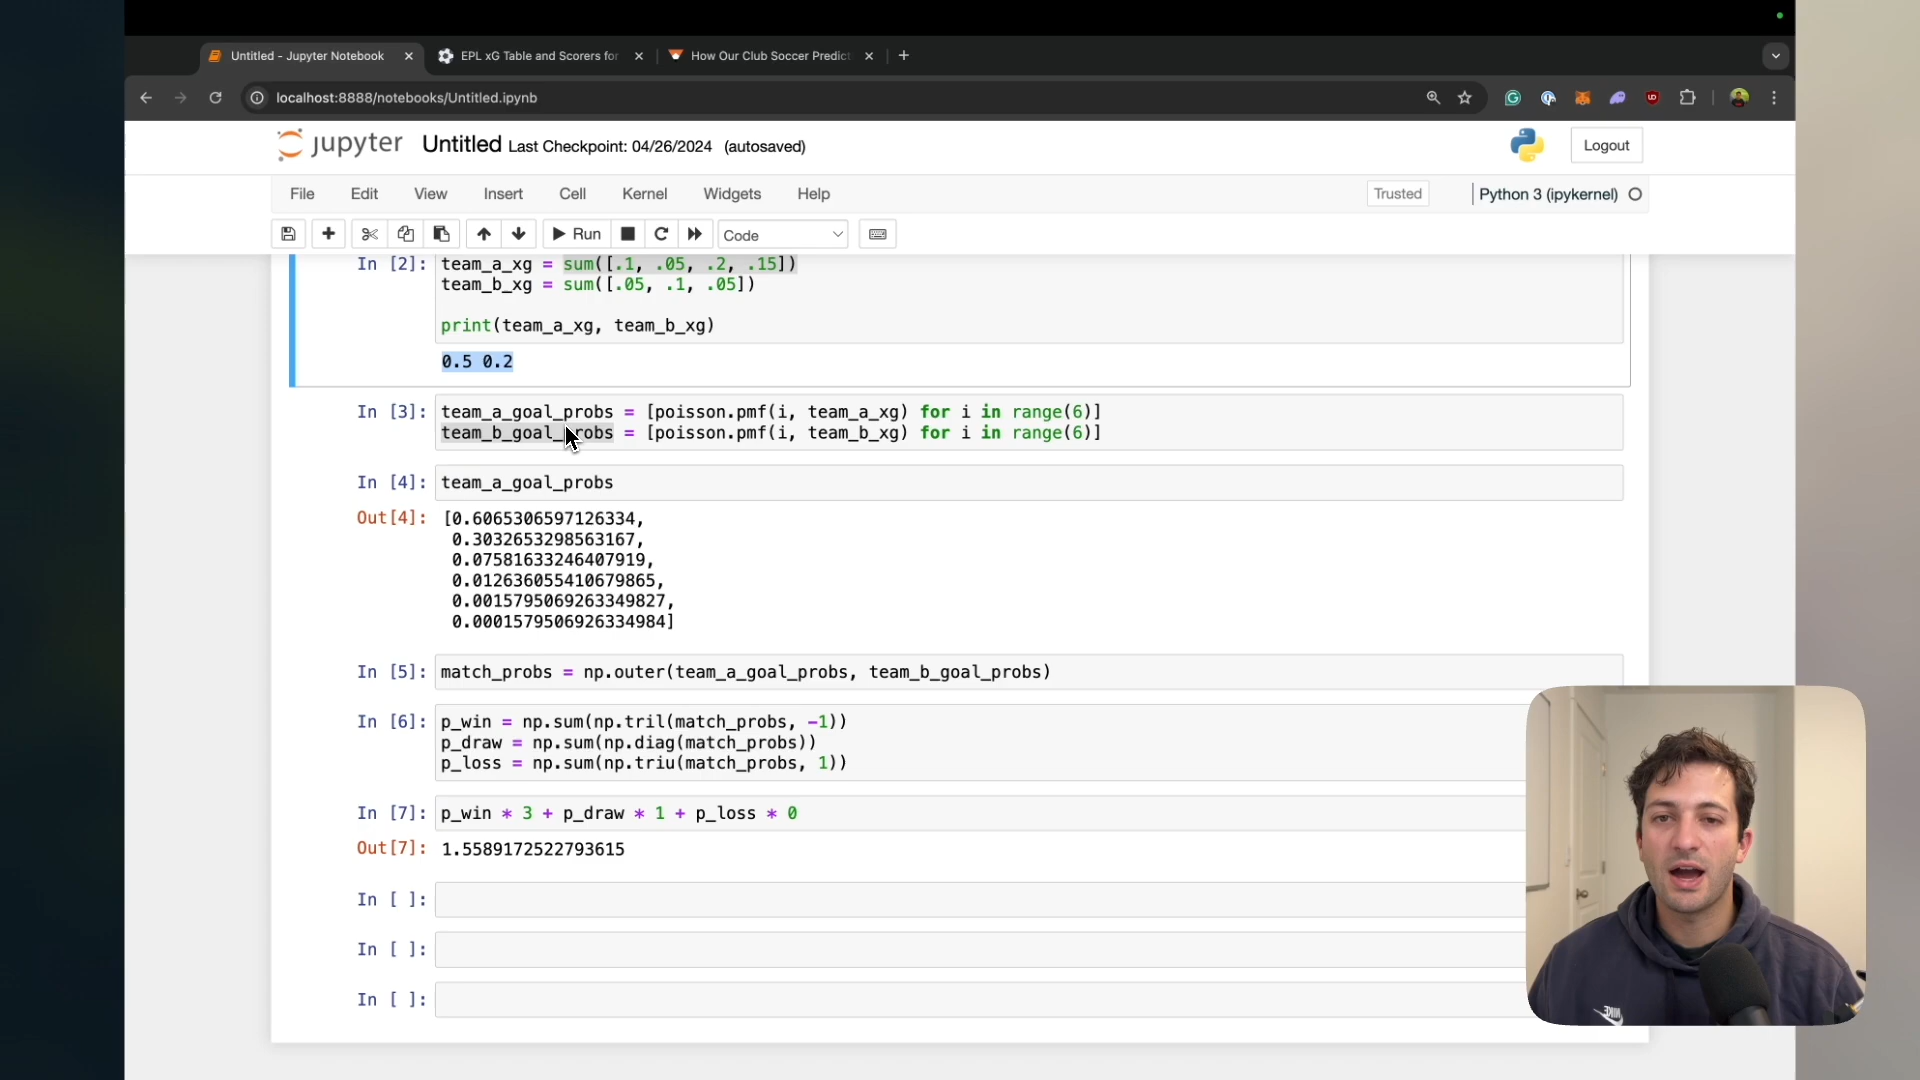 Untitled - Jupyter Notebook
EPL xG Table and Scorers for
How Our Club Soccer Predict
localhost:8888/notebooks/Untitled.ipynb
jupyter Untitled Last Checkpoint: 04/26/2024 (autosaved)
Logout
File Edit View Insert Cell Kernel Widgets Help
Trusted
Python 3 (ipykernel)
Run
Code
In [2]: team_a_xg = sum([.1, .05, .2, .15])
team_b_xg = sum([.05, .1, .05])
print(team_a_xg, team_b_xg)
0.5 0.2
In [3]: team_a_goal_probs = [poisson.pmf(i, team_a_xg) for i in range(6)]
team_b_goal_probs = [poisson.pmf(i, team_b_xg) for i in range(6)]
In [4]: team_a_goal_probs
Out[4]: [0.6065306597126334,
0.3032653298563167,
0.07581633246407919,
0.012636055410679865,
0.0015795069263349827,
0.0001579506926334984]
In [5]: match_probs = np.outer(team_a_goal_probs, team_b_goal_probs)
In [6]: p_win = np.sum(np.tril(match_probs, -1))
p_draw = np.sum(np.diag(match_probs))
p_loss = np.sum(np.triu(match_probs, 1))
In [7]: p_win * 3 + p_draw * 1 + p_loss * 0
Out[7]: 1.5589172522793615
In [ ]:
In [ ]:
In [ ]:
NIKE